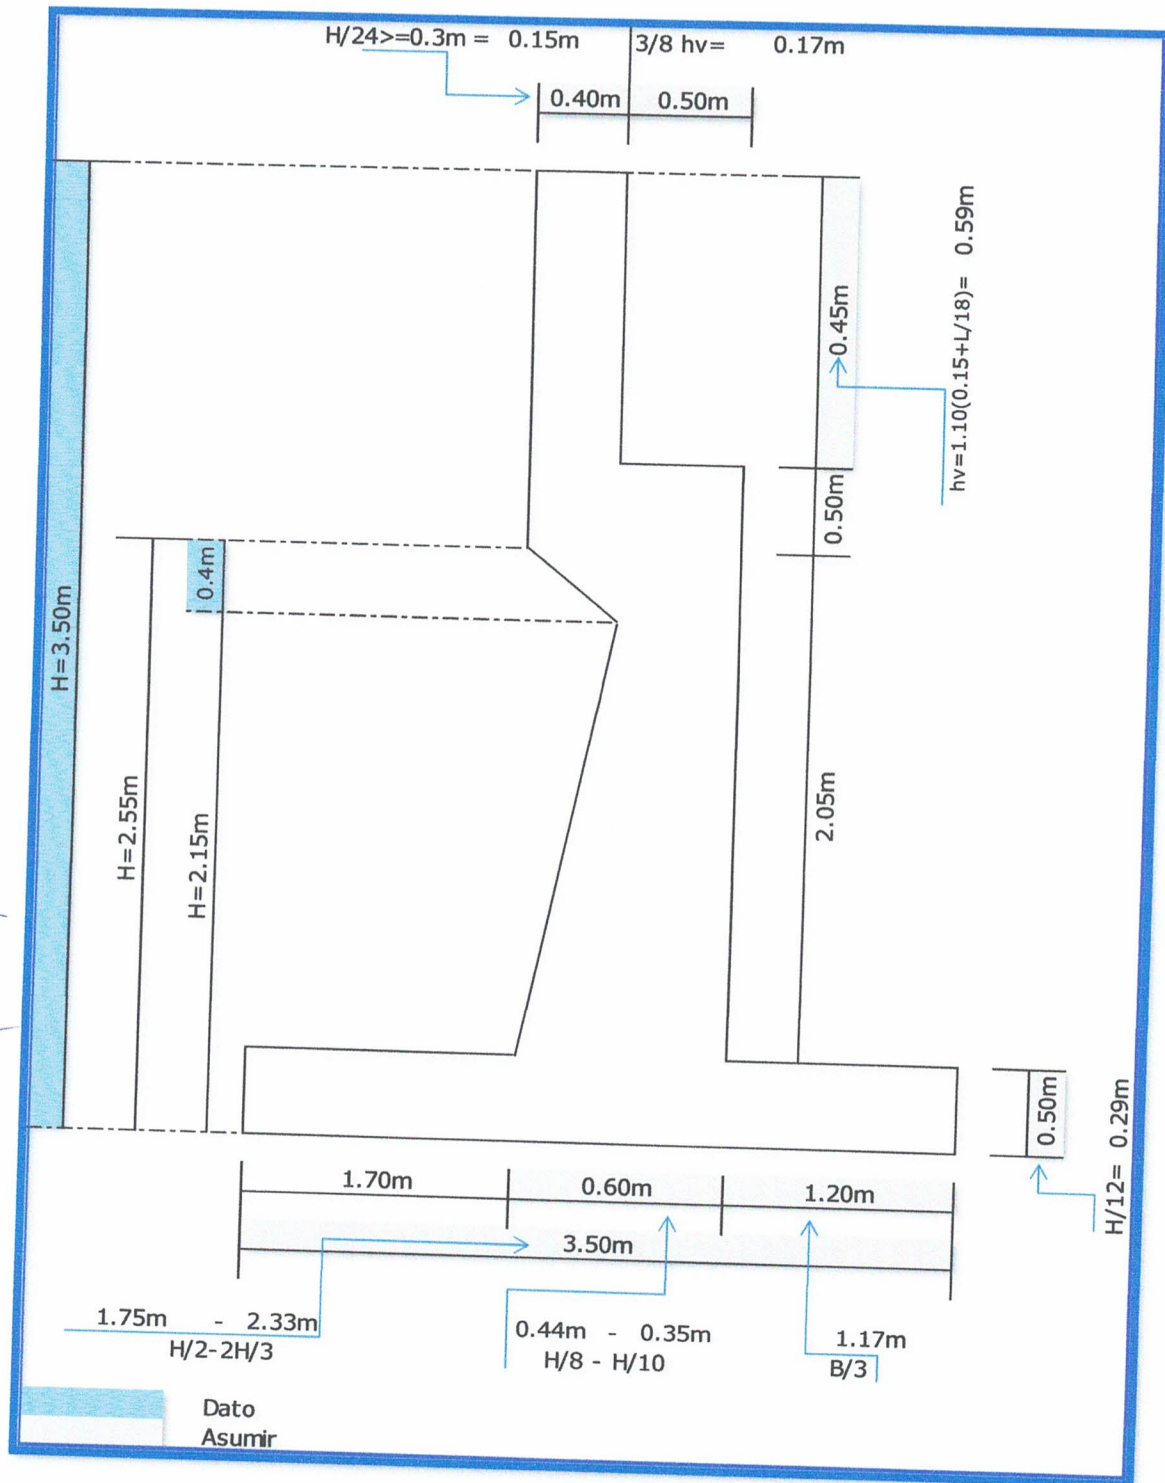 H/24>=0.3m = 0.15m
3/8 hv= 0.17m
0.40m 0.50m
H=3.50m
0.4m
H=2.55m
H=2.15m
0.45m
hv=1.10(0.15+L/18)= 0.59m
0.50m
2.05m
0.50m
H/12= 0.29m
1.70m 0.60m 1.20m
3.50m
1.75m - 2.33m
H/2-2H/3
0.44m - 0.35m
H/8 - H/10
1.17m
B/3
Dato
Asumir